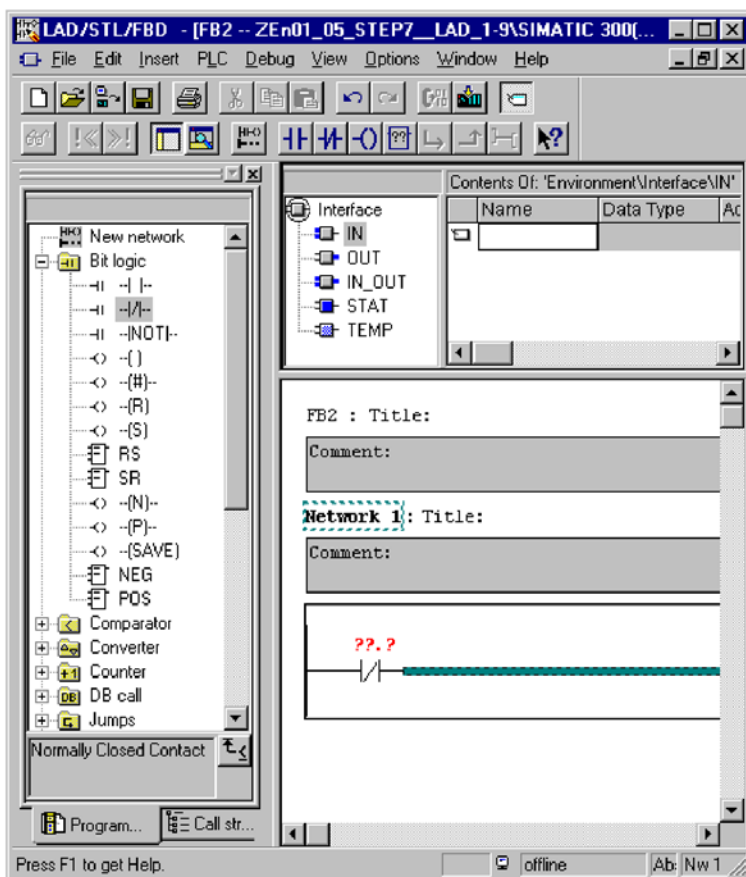 LAD/STL/FBD - [FB2 -- ZEn01_05_STEP7__LAD_1-9\SIMATIC 300(...
File Edit Insert PLC Debug View Options Window Help
Contents Of: 'Environment\Interface\IN'
Interface
IN
OUT
IN_OUT
STAT
TEMP
Name Data Type Ac
New network
Bit logic
--| |--
--|/|--
--|NOT|--
--( )
--(#)--
--(R)
--(S)
RS
SR
--(N)--
--(P)--
--(SAVE)
NEG
POS
Comparator
Converter
Counter
DB call
Jumps
Normally Closed Contact
Program... Call str...
FB2 : Title:
Comment:
Network 1: Title:
Comment:
??.?
Press F1 to get Help.
offline Ab: Nw 1